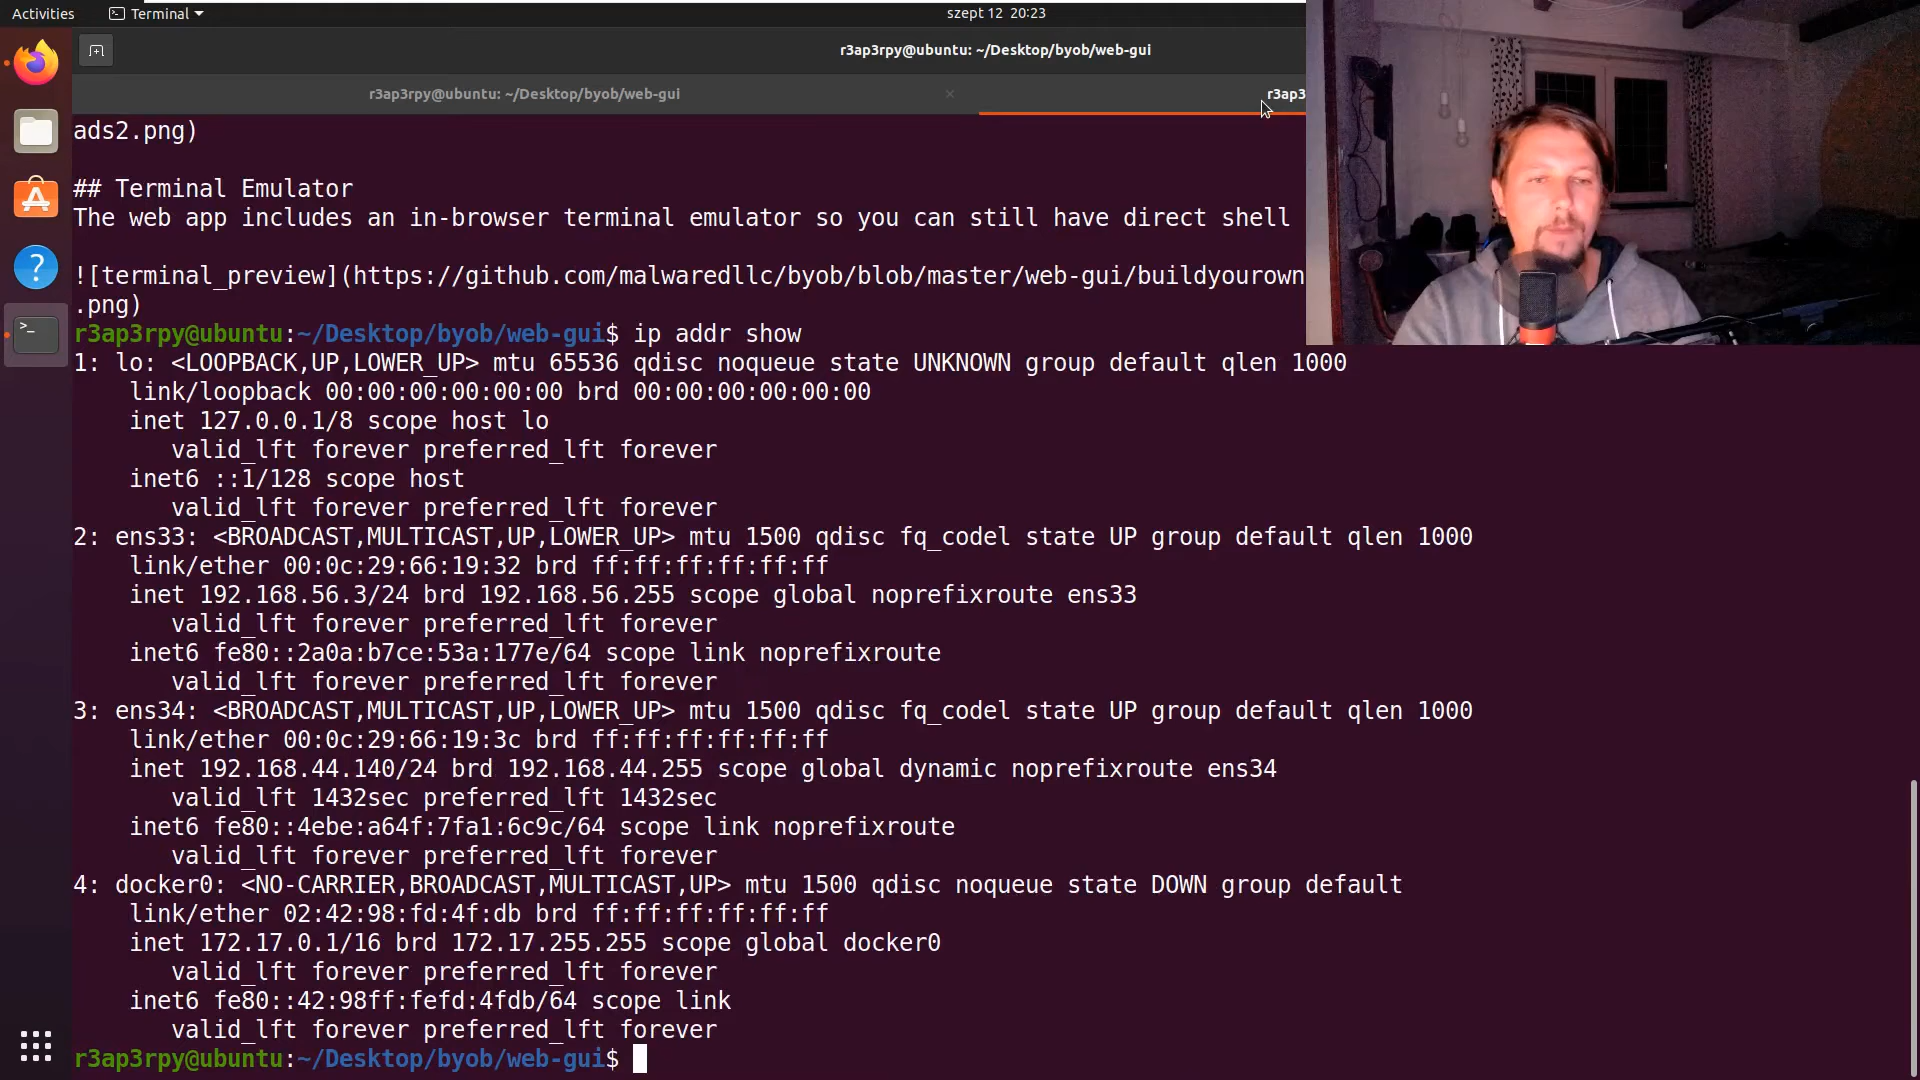 Activities
Terminal
szept 12 20:23
r3ap3rpy@ubuntu: ~/Desktop/byob/web-gui
r3ap3rpy@ubuntu: ~/Desktop/byob/web-gui
r3ap3
ads2.png)
## Terminal Emulator
The web app includes an in-browser terminal emulator so you can still have direct shell
![terminal_preview](https://github.com/malwaredllc/byob/blob/master/web-gui/buildyourown
.png)
r3ap3rpy@ubuntu:~/Desktop/byob/web-gui$ ip addr show
1: lo: <LOOPBACK,UP,LOWER_UP> mtu 65536 qdisc noqueue state UNKNOWN group default qlen 1000
link/loopback 00:00:00:00:00:00 brd 00:00:00:00:00:00
inet 127.0.0.1/8 scope host lo
valid_lft forever preferred_lft forever
inet6 ::1/128 scope host
valid_lft forever preferred_lft forever
2: ens33: <BROADCAST,MULTICAST,UP,LOWER_UP> mtu 1500 qdisc fq_codel state UP group default qlen 1000
link/ether 00:0c:29:66:19:32 brd ff:ff:ff:ff:ff:ff
inet 192.168.56.3/24 brd 192.168.56.255 scope global noprefixroute ens33
valid_lft forever preferred_lft forever
inet6 fe80::2a0a:b7ce:53a:177e/64 scope link noprefixroute
valid_lft forever preferred_lft forever
3: ens34: <BROADCAST,MULTICAST,UP,LOWER_UP> mtu 1500 qdisc fq_codel state UP group default qlen 1000
link/ether 00:0c:29:66:19:3c brd ff:ff:ff:ff:ff:ff
inet 192.168.44.140/24 brd 192.168.44.255 scope global dynamic noprefixroute ens34
valid_lft 1432sec preferred_lft 1432sec
inet6 fe80::4ebe:a64f:7fa1:6c9c/64 scope link noprefixroute
valid_lft forever preferred_lft forever
4: docker0: <NO-CARRIER,BROADCAST,MULTICAST,UP> mtu 1500 qdisc noqueue state DOWN group default
link/ether 02:42:98:fd:4f:db brd ff:ff:ff:ff:ff:ff
inet 172.17.0.1/16 brd 172.17.255.255 scope global docker0
valid_lft forever preferred_lft forever
inet6 fe80::42:98ff:fefd:4fdb/64 scope link
valid_lft forever preferred_lft forever
r3ap3rpy@ubuntu:~/Desktop/byob/web-gui$